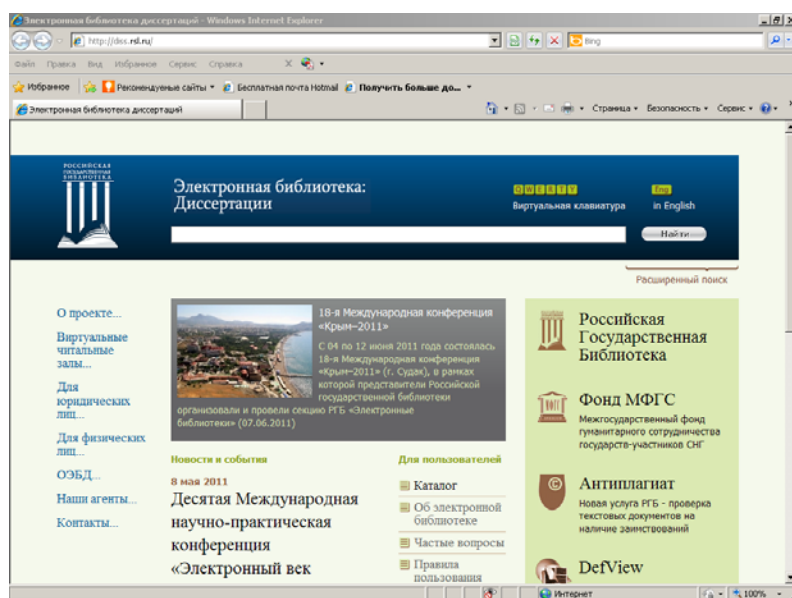 Электронная библиотека диссертаций - Windows Internet Explorer
http://diss.rsl.ru/
Bing
Файл Правка Вид Избранное Сервис Справка
Избранное Рекомендуемые сайты Бесплатная почта Hotmail Получить больше до...
Электронная библиотека диссертаций
Страница Безопасность Сервис
РОССИЙСКАЯ
ГОСУДАРСТВЕННАЯ
БИБЛИОТЕКА
Электронная библиотека:
Диссертации
QWERTY
Виртуальная клавиатура
Eng
in English
Найти
Расширенный поиск
О проекте...
Виртуальные
читальные
залы...
Для
юридических
лиц...
Для физических
лиц...
ОЭБД...
Наши агенты...
Контакты...
18-я Международная конференция
«Крым–2011»
С 04 по 12 июня 2011 года состоялась
18-я Международная конференция
«Крым-2011» (г. Судак), в рамках
которой представители Российской
государственной библиотеки
организовали и провели секцию РГБ «Электронные
библиотеки» (07.06.2011)
Новости и события
8 мая 2011
Десятая Международная
научно-практическая
конференция
«Электронный век
Для пользователей
Каталог
Об электронной
библиотеке
Частые вопросы
Правила
пользования
Российская
Государственная
Библиотека
Фонд МФГС
Межгосударственный фонд
гуманитарного сотрудничества
государств-участников СНГ
Антиплагиат
Новая услуга РГБ - проверка
текстовых документов на
наличие заимствований
DefView
Интернет
100%